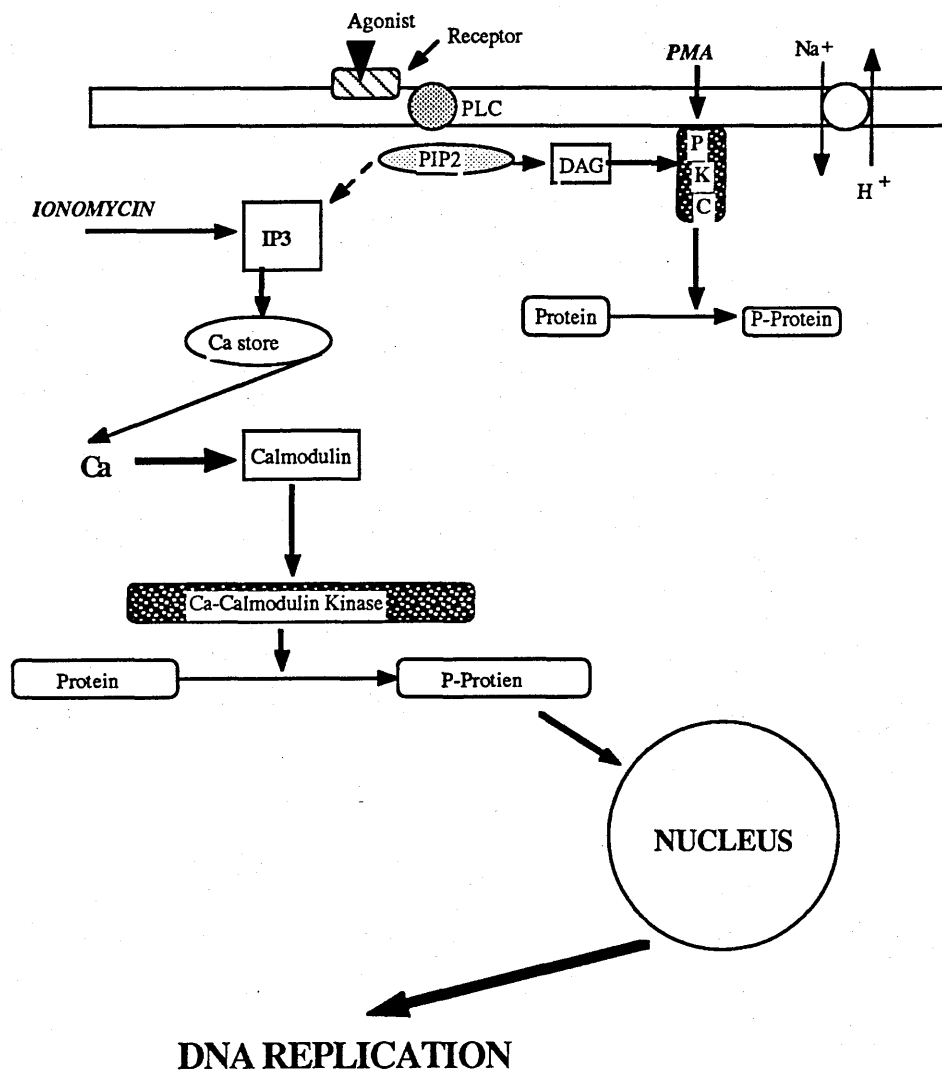 Agonist
Receptor
PMA
Na+
PLC
PIP2
DAG
P
K
C
H+
IONOMYCIN
IP3
Protein
P-Protein
Ca store
Ca
Calmodulin
Ca-Calmodulin Kinase
Protein
P-Protien
NUCLEUS
DNA REPLICATION